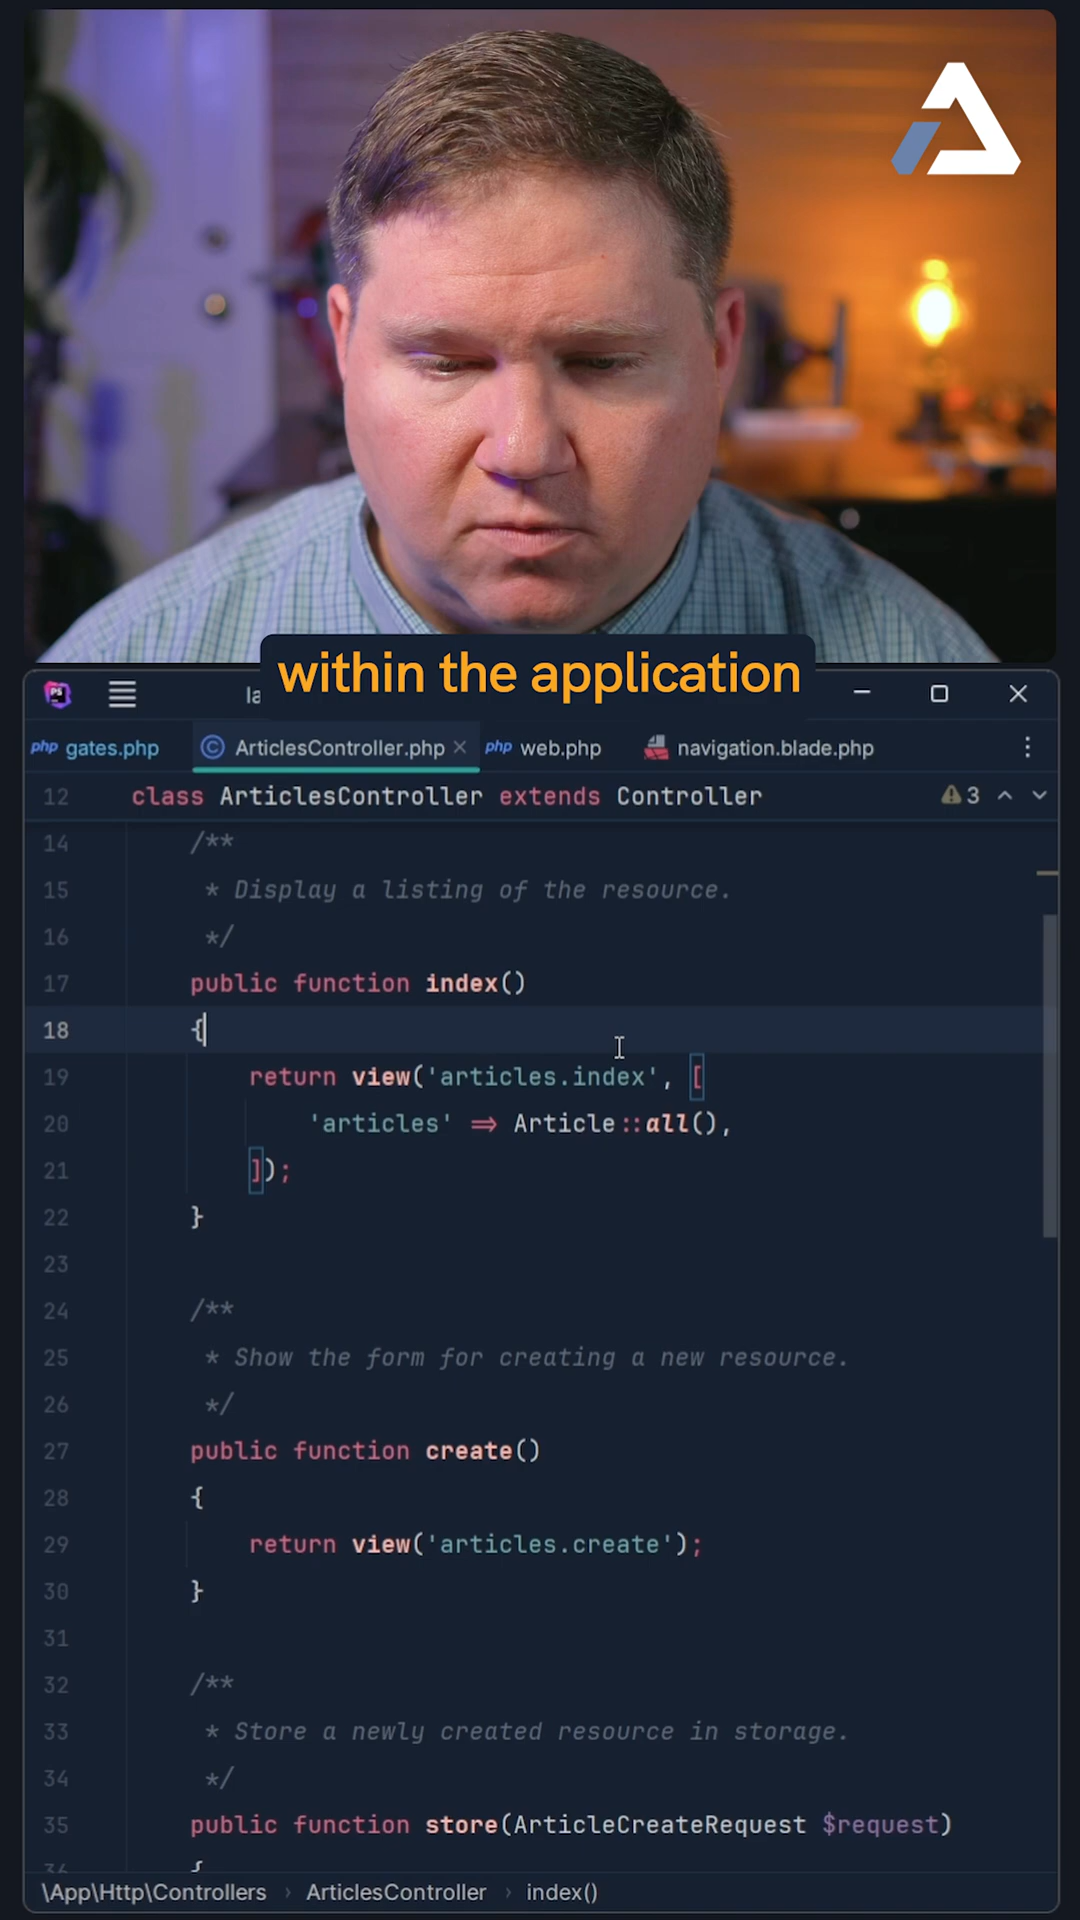 within the application
PS la
php gates.php ArticlesController.php php web.php navigation.blade.php
12 class ArticlesController extends Controller 3
14 /**
15 * Display a listing of the resource.
16 */
17 public function index()
18 {
19 return view('articles.index', [
20 'articles' => Article::all(),
21 ]);
22 }
23
24 /**
25 * Show the form for creating a new resource.
26 */
27 public function create()
28 {
29 return view('articles.create');
30 }
31
32 /**
33 * Store a newly created resource in storage.
34 */
35 public function store(ArticleCreateRequest $request)
36 {
\App\Http\Controllers › ArticlesController › index()